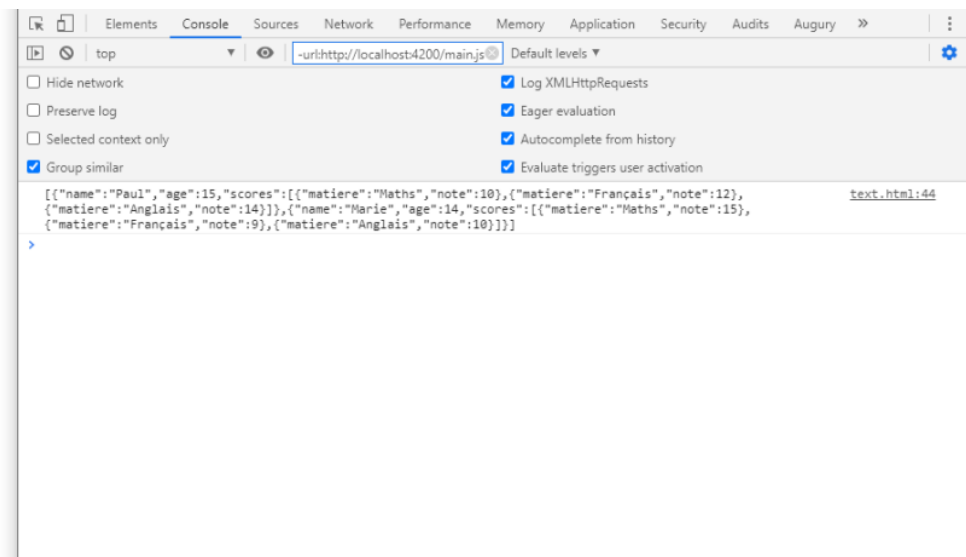 Elements Console Sources Network Performance Memory Application Security Audits Augury »
top ▼ -url:http://localhost:4200/main.js Default levels ▼
Hide network Log XMLHttpRequests
Preserve log Eager evaluation
Selected context only Autocomplete from history
Group similar Evaluate triggers user activation
[{"name":"Paul","age":15,"scores":[{"matiere":"Maths","note":10},{"matiere":"Français","note":12}, text.html:44
{"matiere":"Anglais","note":14}]},{"name":"Marie","age":14,"scores":[{"matiere":"Maths","note":15},
{"matiere":"Français","note":9},{"matiere":"Anglais","note":10}]}]
>